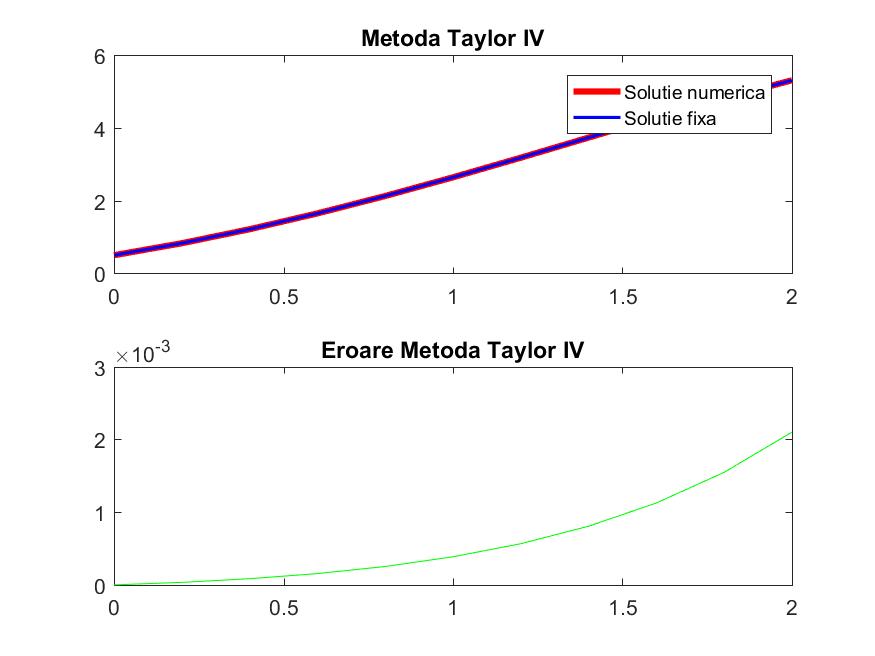 Metoda Taylor IV
6
4
2
0
Solutie numerica
Solutie fixa
0 0.5 1 1.5 2
Eroare Metoda Taylor IV
×10-3
3
2
1
0
0 0.5 1 1.5 2